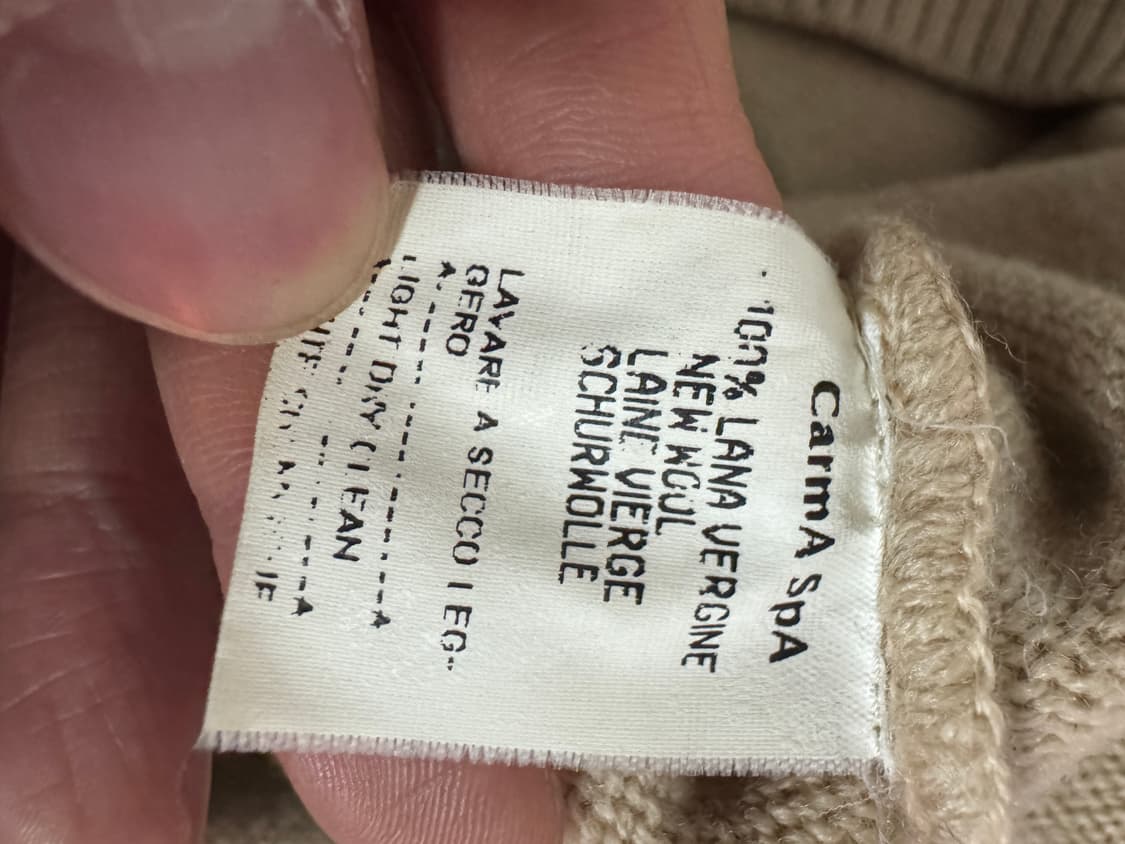 CarmA SpA
100% LANA VERGINE
NEW WOOL
LAINE VIERGE
SCHURWOLLE
LAVARE A SECCO LEG-
GERO
LIGHT DRY CLEAN